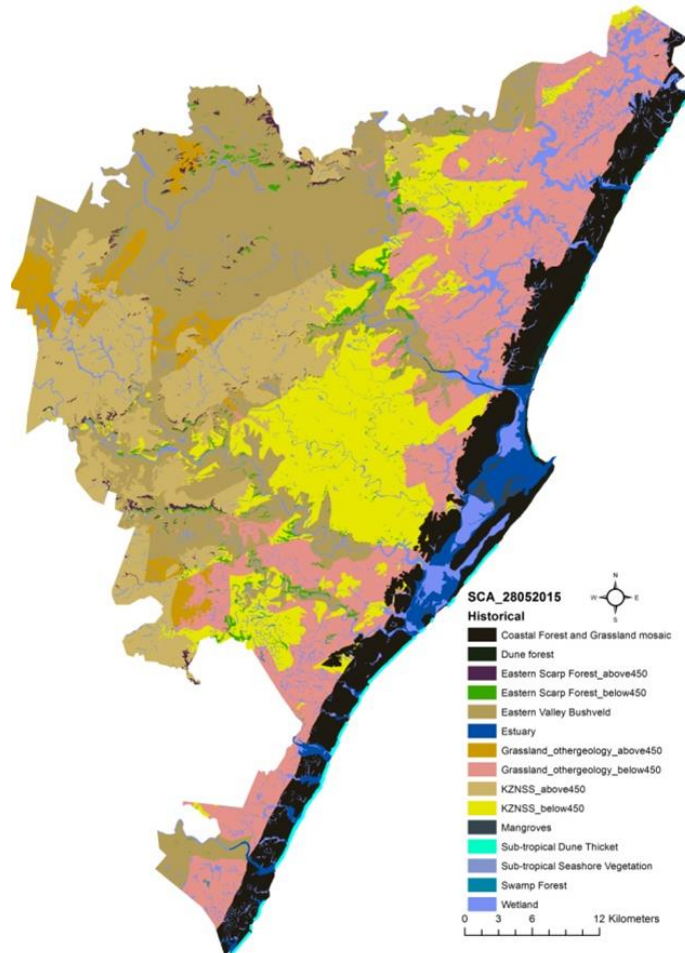 SCA_28052015
N
W E
S
Historical
Coastal Forest and Grassland mosaic
Dune forest
Eastern Scarp Forest_above450
Eastern Scarp Forest_below450
Eastern Valley Bushveld
Estuary
Grassland_othergeology_above450
Grassland_othergeology_below450
KZNSS_above450
KZNSS_below450
Mangroves
Sub-tropical Dune Thicket
Sub-tropical Seashore Vegetation
Swamp Forest
Wetland
0 3 6 12 Kilometers